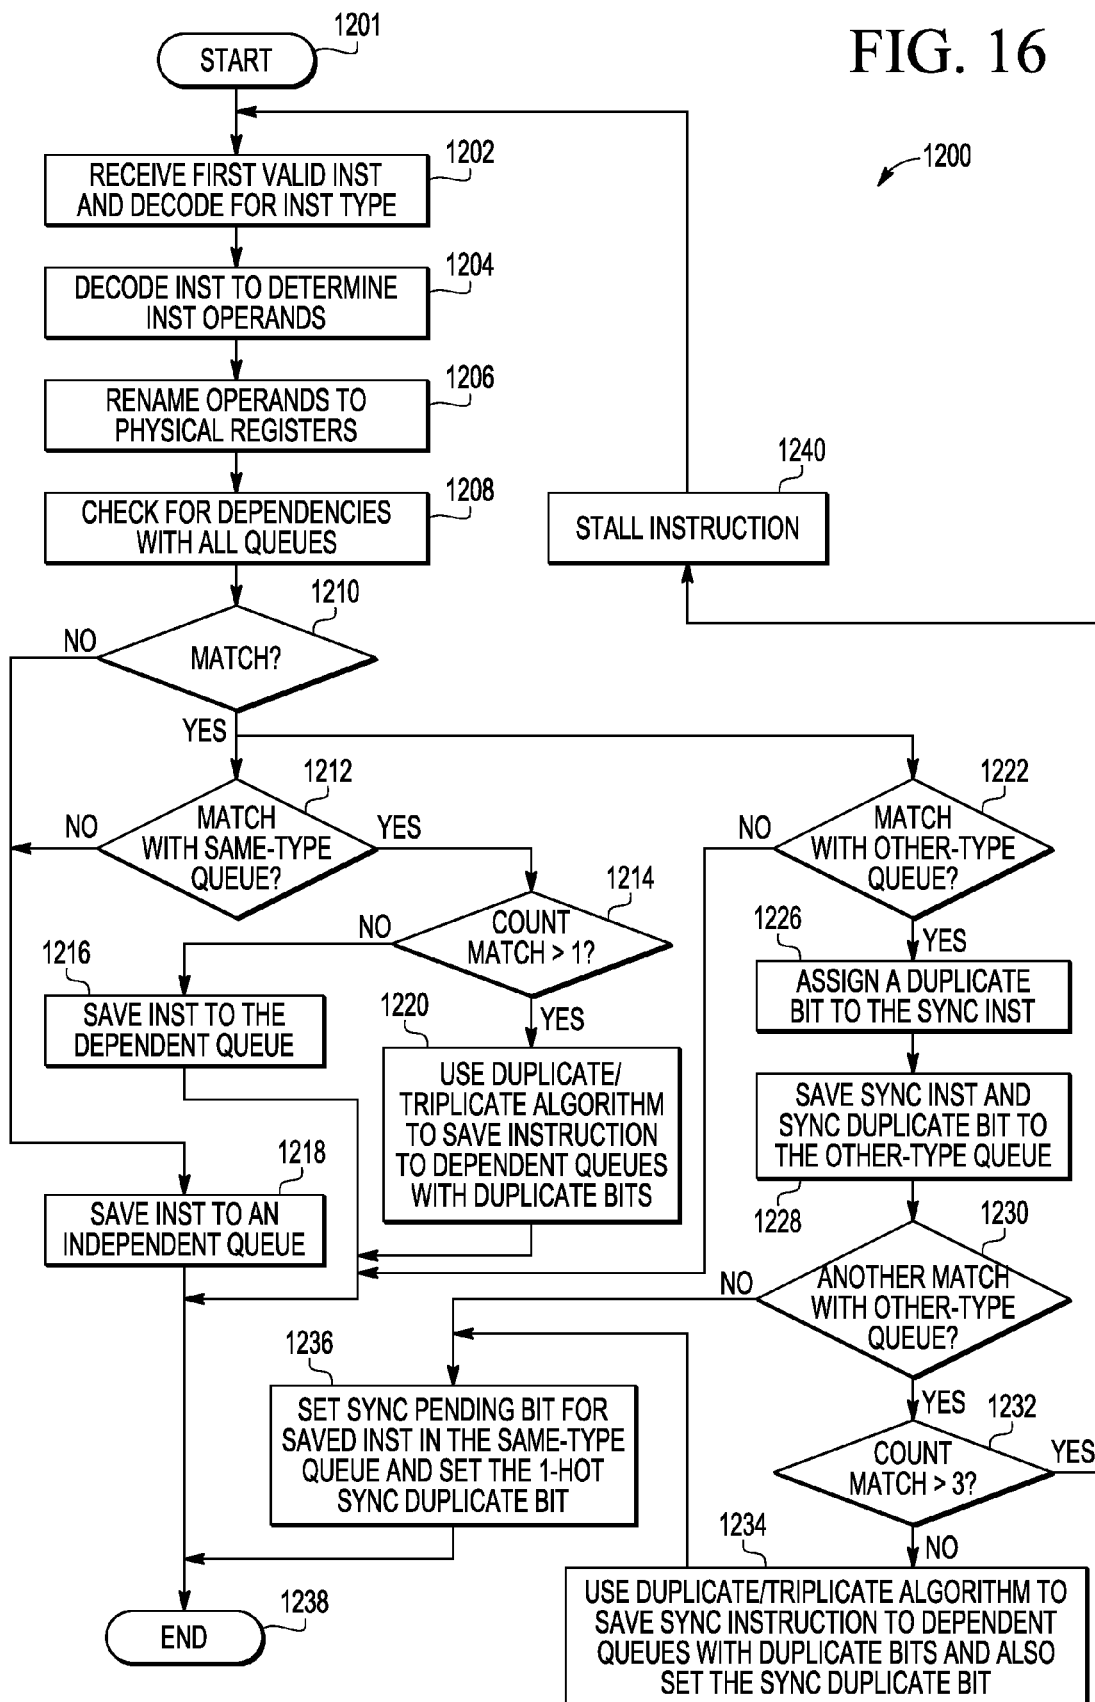 FIG. 16
1201
START
1200
1202
RECEIVE FIRST VALID INST
AND DECODE FOR INST TYPE
1204
DECODE INST TO DETERMINE
INST OPERANDS
1206
RENAME OPERANDS TO
PHYSICAL REGISTERS
1208
CHECK FOR DEPENDENCIES
WITH ALL QUEUES
1240
STALL INSTRUCTION
1210
NO
MATCH?
YES
1212
NO
MATCH
WITH SAME-TYPE
QUEUE?
YES
1222
NO
MATCH
WITH OTHER-TYPE
QUEUE?
YES
1214
NO
COUNT
MATCH > 1?
YES
1216
SAVE INST TO THE
DEPENDENT QUEUE
1220
USE DUPLICATE/
TRIPLICATE ALGORITHM
TO SAVE INSTRUCTION
TO DEPENDENT QUEUES
WITH DUPLICATE BITS
1226
ASSIGN A DUPLICATE
BIT TO THE SYNC INST
SAVE SYNC INST AND
SYNC DUPLICATE BIT TO
THE OTHER-TYPE QUEUE
1228
1218
SAVE INST TO AN
INDEPENDENT QUEUE
1230
NO
ANOTHER MATCH
WITH OTHER-TYPE
QUEUE?
YES
1232
COUNT
MATCH > 3?
YES
NO
1236
SET SYNC PENDING BIT FOR
SAVED INST IN THE SAME-TYPE
QUEUE AND SET THE 1-HOT
SYNC DUPLICATE BIT
1234
USE DUPLICATE/TRIPLICATE ALGORITHM TO
SAVE SYNC INSTRUCTION TO DEPENDENT
QUEUES WITH DUPLICATE BITS AND ALSO
SET THE SYNC DUPLICATE BIT
1238
END